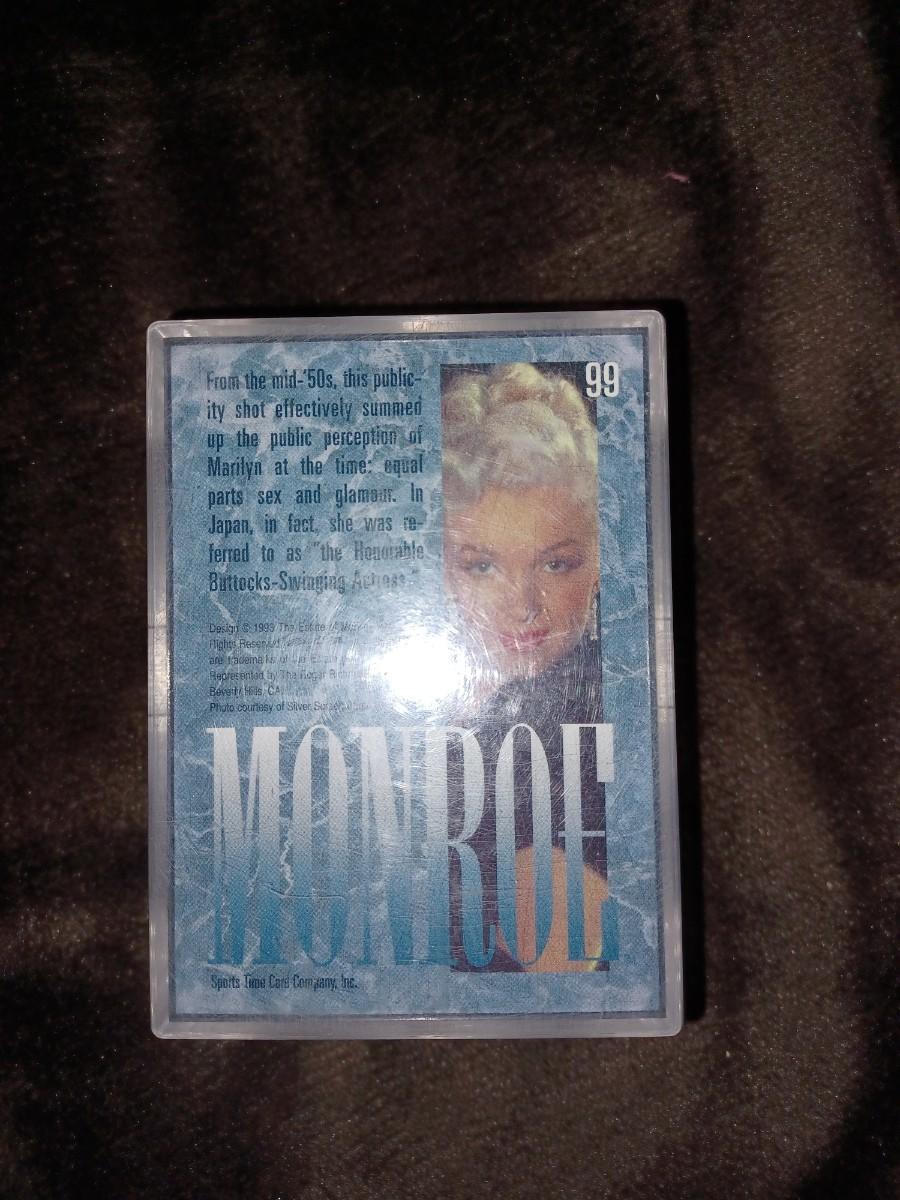 99
From the mid-'50s, this public-
ity shot effectively summed
up the public perception of
Marilyn at the time: equal
parts sex and glamour. In
Japan, in fact, she was re-
ferred to as "the Honorable
Buttocks-Swinging Actress."
Design © 1993 The Estate of
Rights Reserved
are trademarks of the Estate
Represented by The Roger
Beverly Hills, CA
Photo courtesy of Silver
MONROE
Sports Time Card Company, Inc.